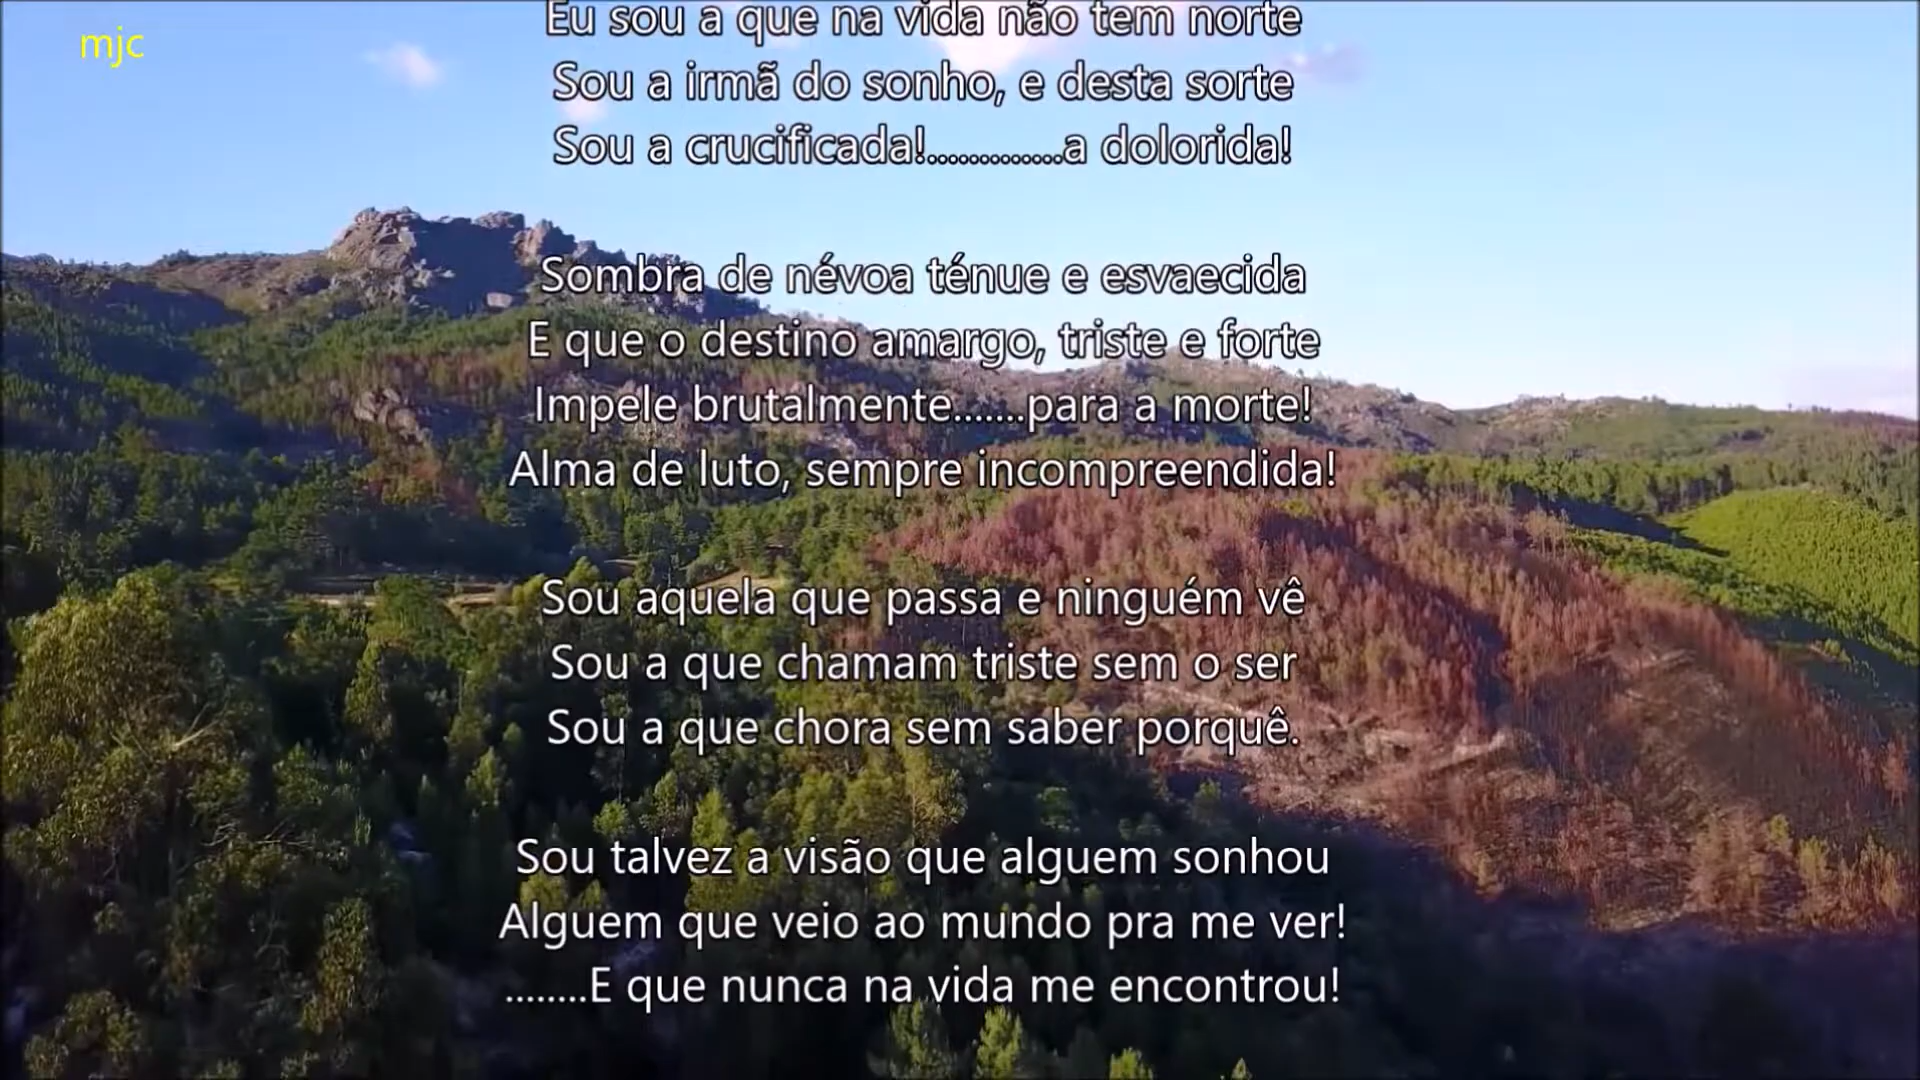 mjc
Eu sou a que na vida não tem norte
Sou a irmã do sonho, e desta sorte
Sou a crucificada!.............a dolorida!
Sombra de névoa ténue e esvaecida
E que o destino amargo, triste e forte
Impele brutalmente.......para a morte!
Alma de luto, sempre incompreendida!
Sou aquela que passa e ninguém vê
Sou a que chamam triste sem o ser
Sou a que chora sem saber porquê.
Sou talvez a visão que alguem sonhou
Alguem que veio ao mundo pra me ver!
........E que nunca na vida me encontrou!